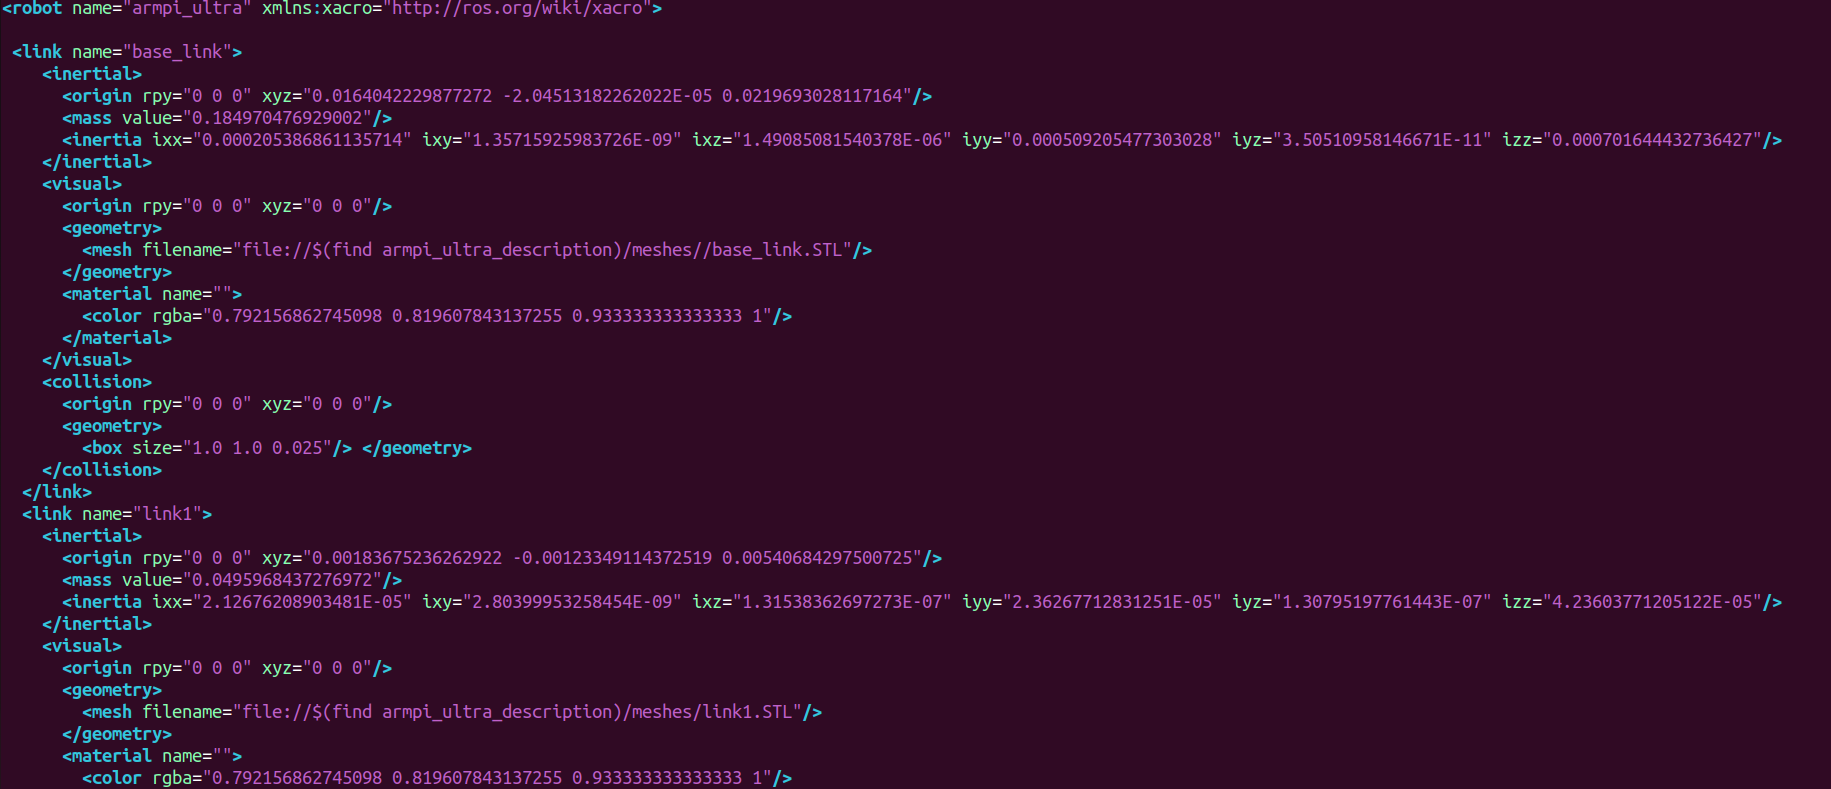 <robot name="armpi_ultra" xmlns:xacro="http://ros.org/wiki/xacro">
<link name="base_link">
<inertial>
<origin rpy="0 0 0" xyz="0.0164042229877272 -2.04513182262022E-05 0.0219693028117164"/>
<mass value="0.184970476929002"/>
<inertia ixx="0.000205386861135714" ixy="1.35715925983726E-09" ixz="1.49085081540378E-06" iyy="0.000509205477303028" iyz="3.50510958146671E-11" izz="0.000701644432736427"/>
</inertial>
<visual>
<origin rpy="0 0 0" xyz="0 0 0"/>
<geometry>
<mesh filename="file://$(find armpi_ultra_description)/meshes//base_link.STL"/>
</geometry>
<material name="">
<color rgba="0.792156862745098 0.819607843137255 0.933333333333333 1"/>
</material>
</visual>
<collision>
<origin rpy="0 0 0" xyz="0 0 0"/>
<geometry>
<box size="1.0 1.0 0.025"/> </geometry>
</collision>
</link>
<link name="link1">
<inertial>
<origin rpy="0 0 0" xyz="0.00183675236262922 -0.00123349114372519 0.00540684297500725"/>
<mass value="0.0495968437276972"/>
<inertia ixx="2.12676208903481E-05" ixy="2.80399953258454E-09" ixz="1.31538362697273E-07" iyy="2.36267712831251E-05" iyz="1.30795197761443E-07" izz="4.23603771205122E-05"/>
</inertial>
<visual>
<origin rpy="0 0 0" xyz="0 0 0"/>
<geometry>
<mesh filename="file://$(find armpi_ultra_description)/meshes/link1.STL"/>
</geometry>
<material name="">
<color rgba="0.792156862745098 0.819607843137255 0.933333333333333 1"/>